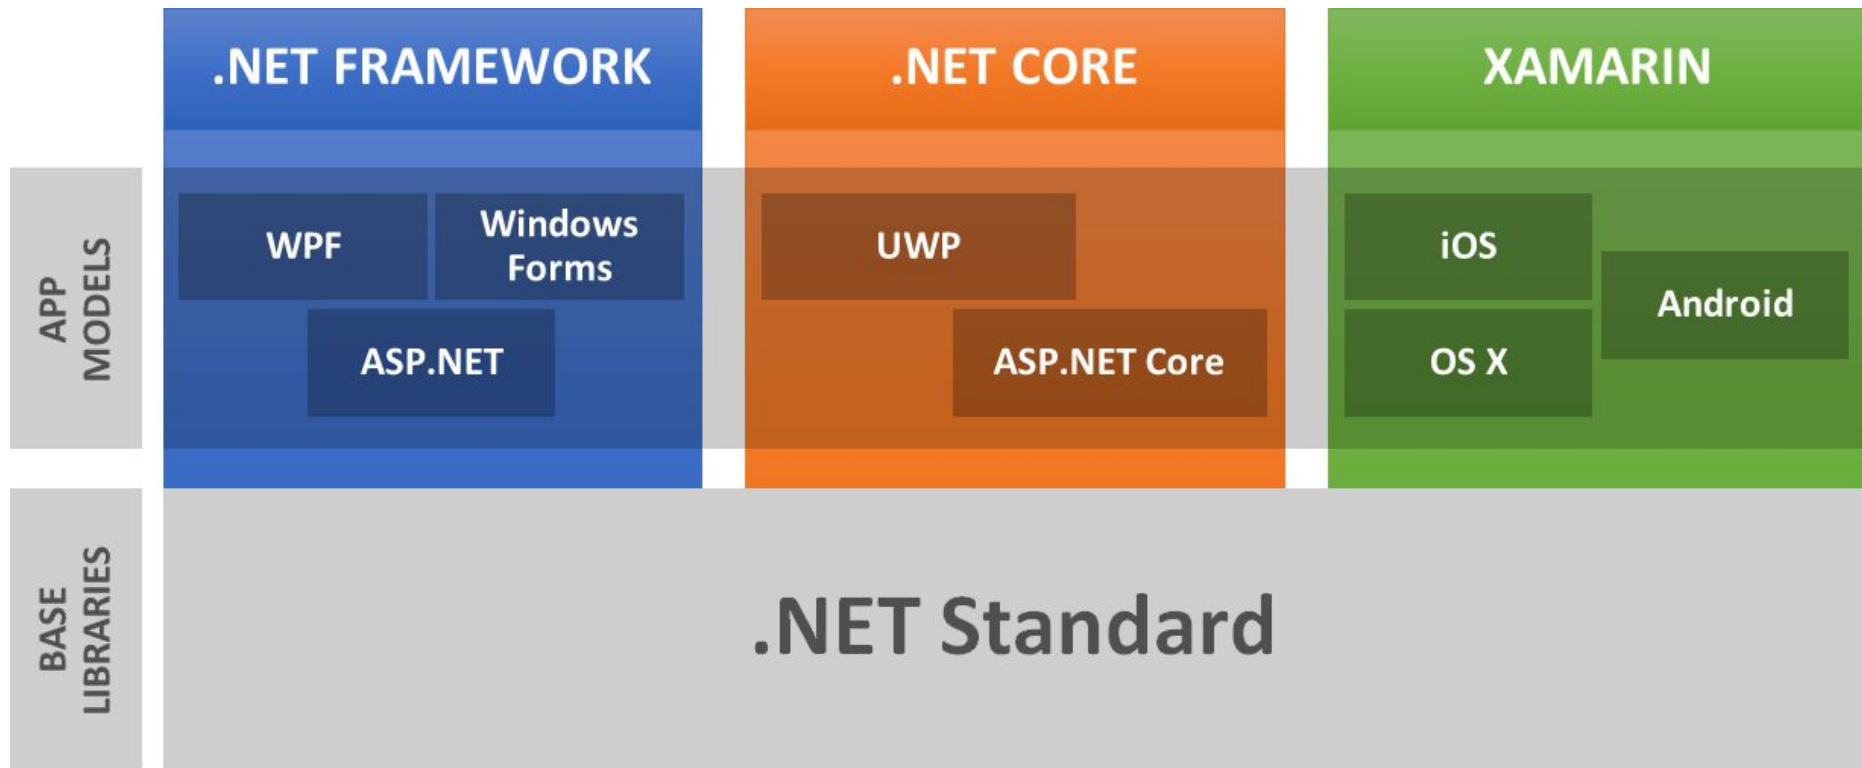 .NET FRAMEWORK
.NET CORE
XAMARIN
APP
MODELS
WPF
Windows
Forms
ASP.NET
UWP
ASP.NET Core
iOS
Android
OS X
BASE
LIBRARIES
.NET Standard